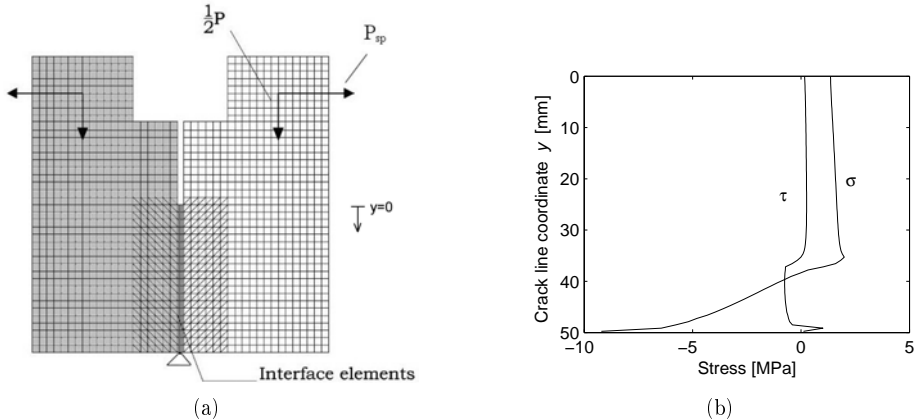 ½P
P_sp
y=0
Interface elements
(a)
0
10
20
30
40
50
Crack line coordinate y [mm]
τ
σ
−10
−5
0
5
Stress [MPa]
(b)